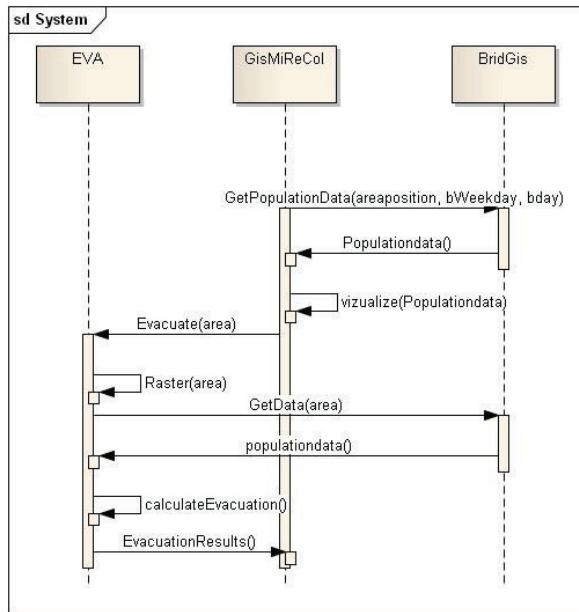 sd System
EVA
GisMiReCol
BridGis
GetPopulationData(areaposition, bWeekday, bday)
Populationdata()
vizualize(Populationdata)
Evacuate(area)
Raster(area)
GetData(area)
populationdata()
calculateEvacuation()
EvacuationResults()